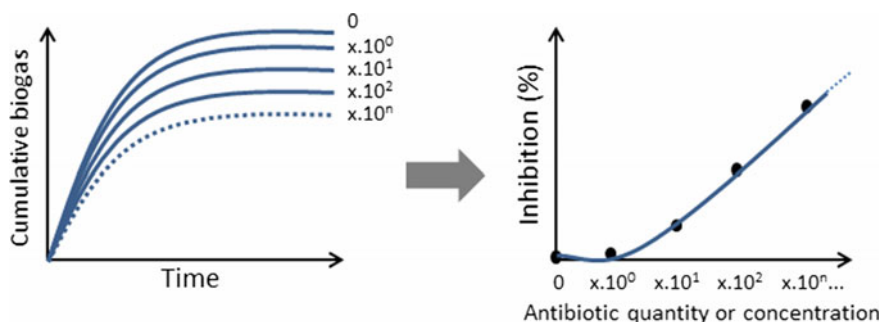 Cumulative biogas
Time
0
x.10⁰
x.10¹
x.10²
x.10ⁿ
Inhibition (%)
0 x.10⁰ x.10¹ x.10² x.10ⁿ...
Antibiotic quantity or concentration